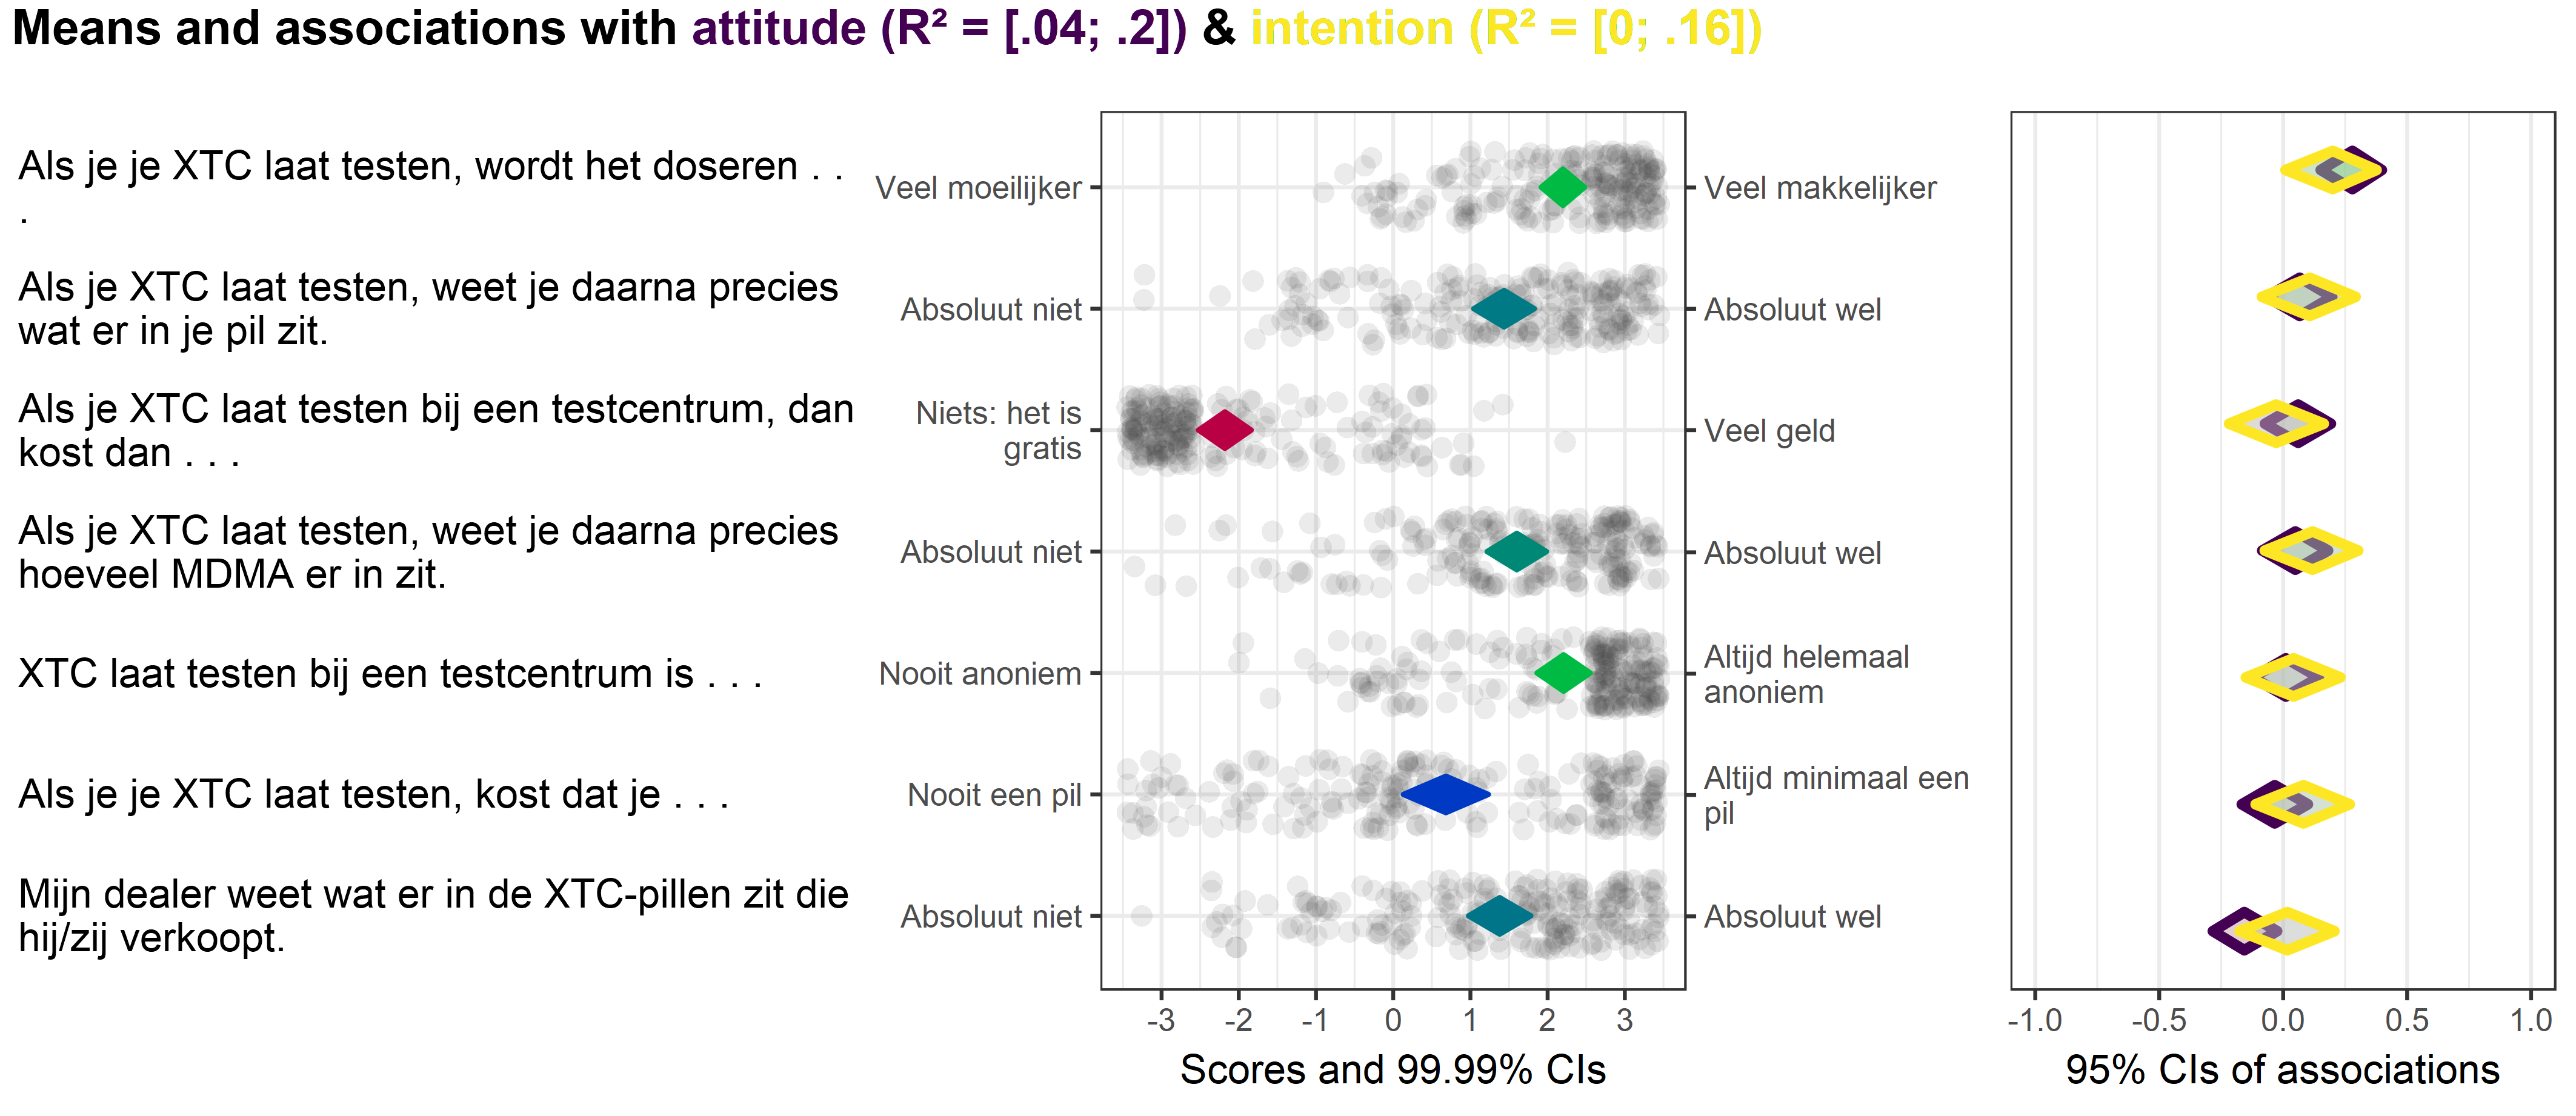 Means and associations with attitude (R² = [.04; .2]) & intention (R² = [0; .16])
Als je je XTC laat testen, wordt het doseren . .
.
Veel moeilijker
Veel makkelijker
Als je XTC laat testen, weet je daarna precies
wat er in je pil zit.
Absoluut niet
Absoluut wel
Als je XTC laat testen bij een testcentrum, dan
kost dan . . .
Niets: het is
gratis
Veel geld
Als je XTC laat testen, weet je daarna precies
hoeveel MDMA er in zit.
Absoluut niet
Absoluut wel
XTC laat testen bij een testcentrum is . . .
Nooit anoniem
Altijd helemaal
anoniem
Als je je XTC laat testen, kost dat je . . .
Nooit een pil
Altijd minimaal een
pil
Mijn dealer weet wat er in de XTC-pillen zit die
hij/zij verkoopt.
Absoluut niet
Absoluut wel
-3 -2 -1 0 1 2 3
Scores and 99.99% CIs
-1.0 -0.5 0.0 0.5 1.0
95% CIs of associations